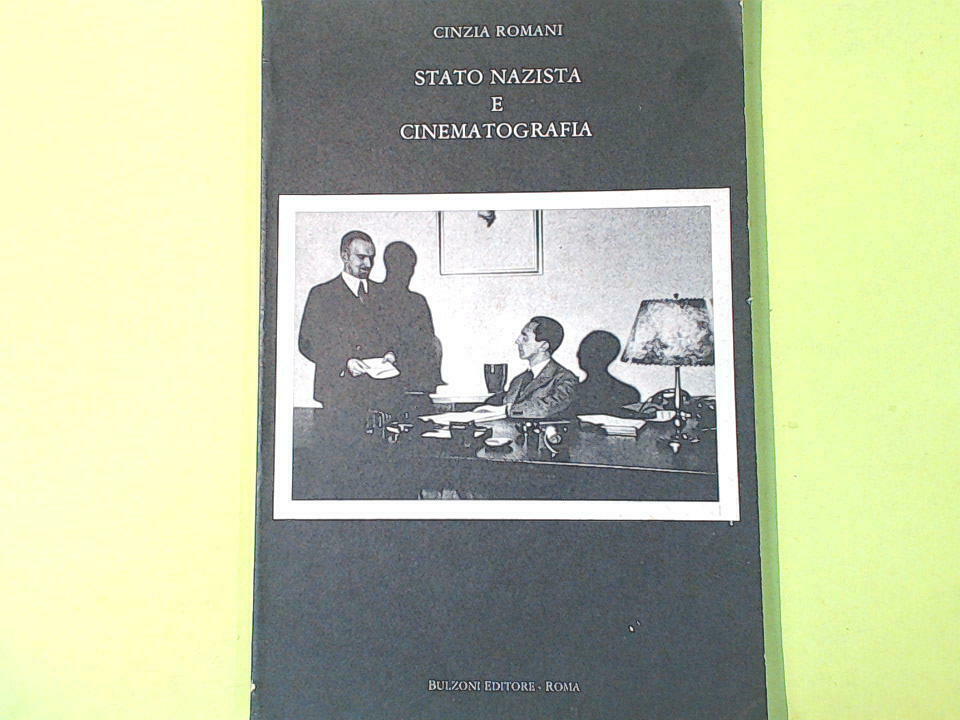 CINZIA ROMANI
STATO NAZISTA
E
CINEMATOGRAFIA
BULZONI EDITORE - ROMA